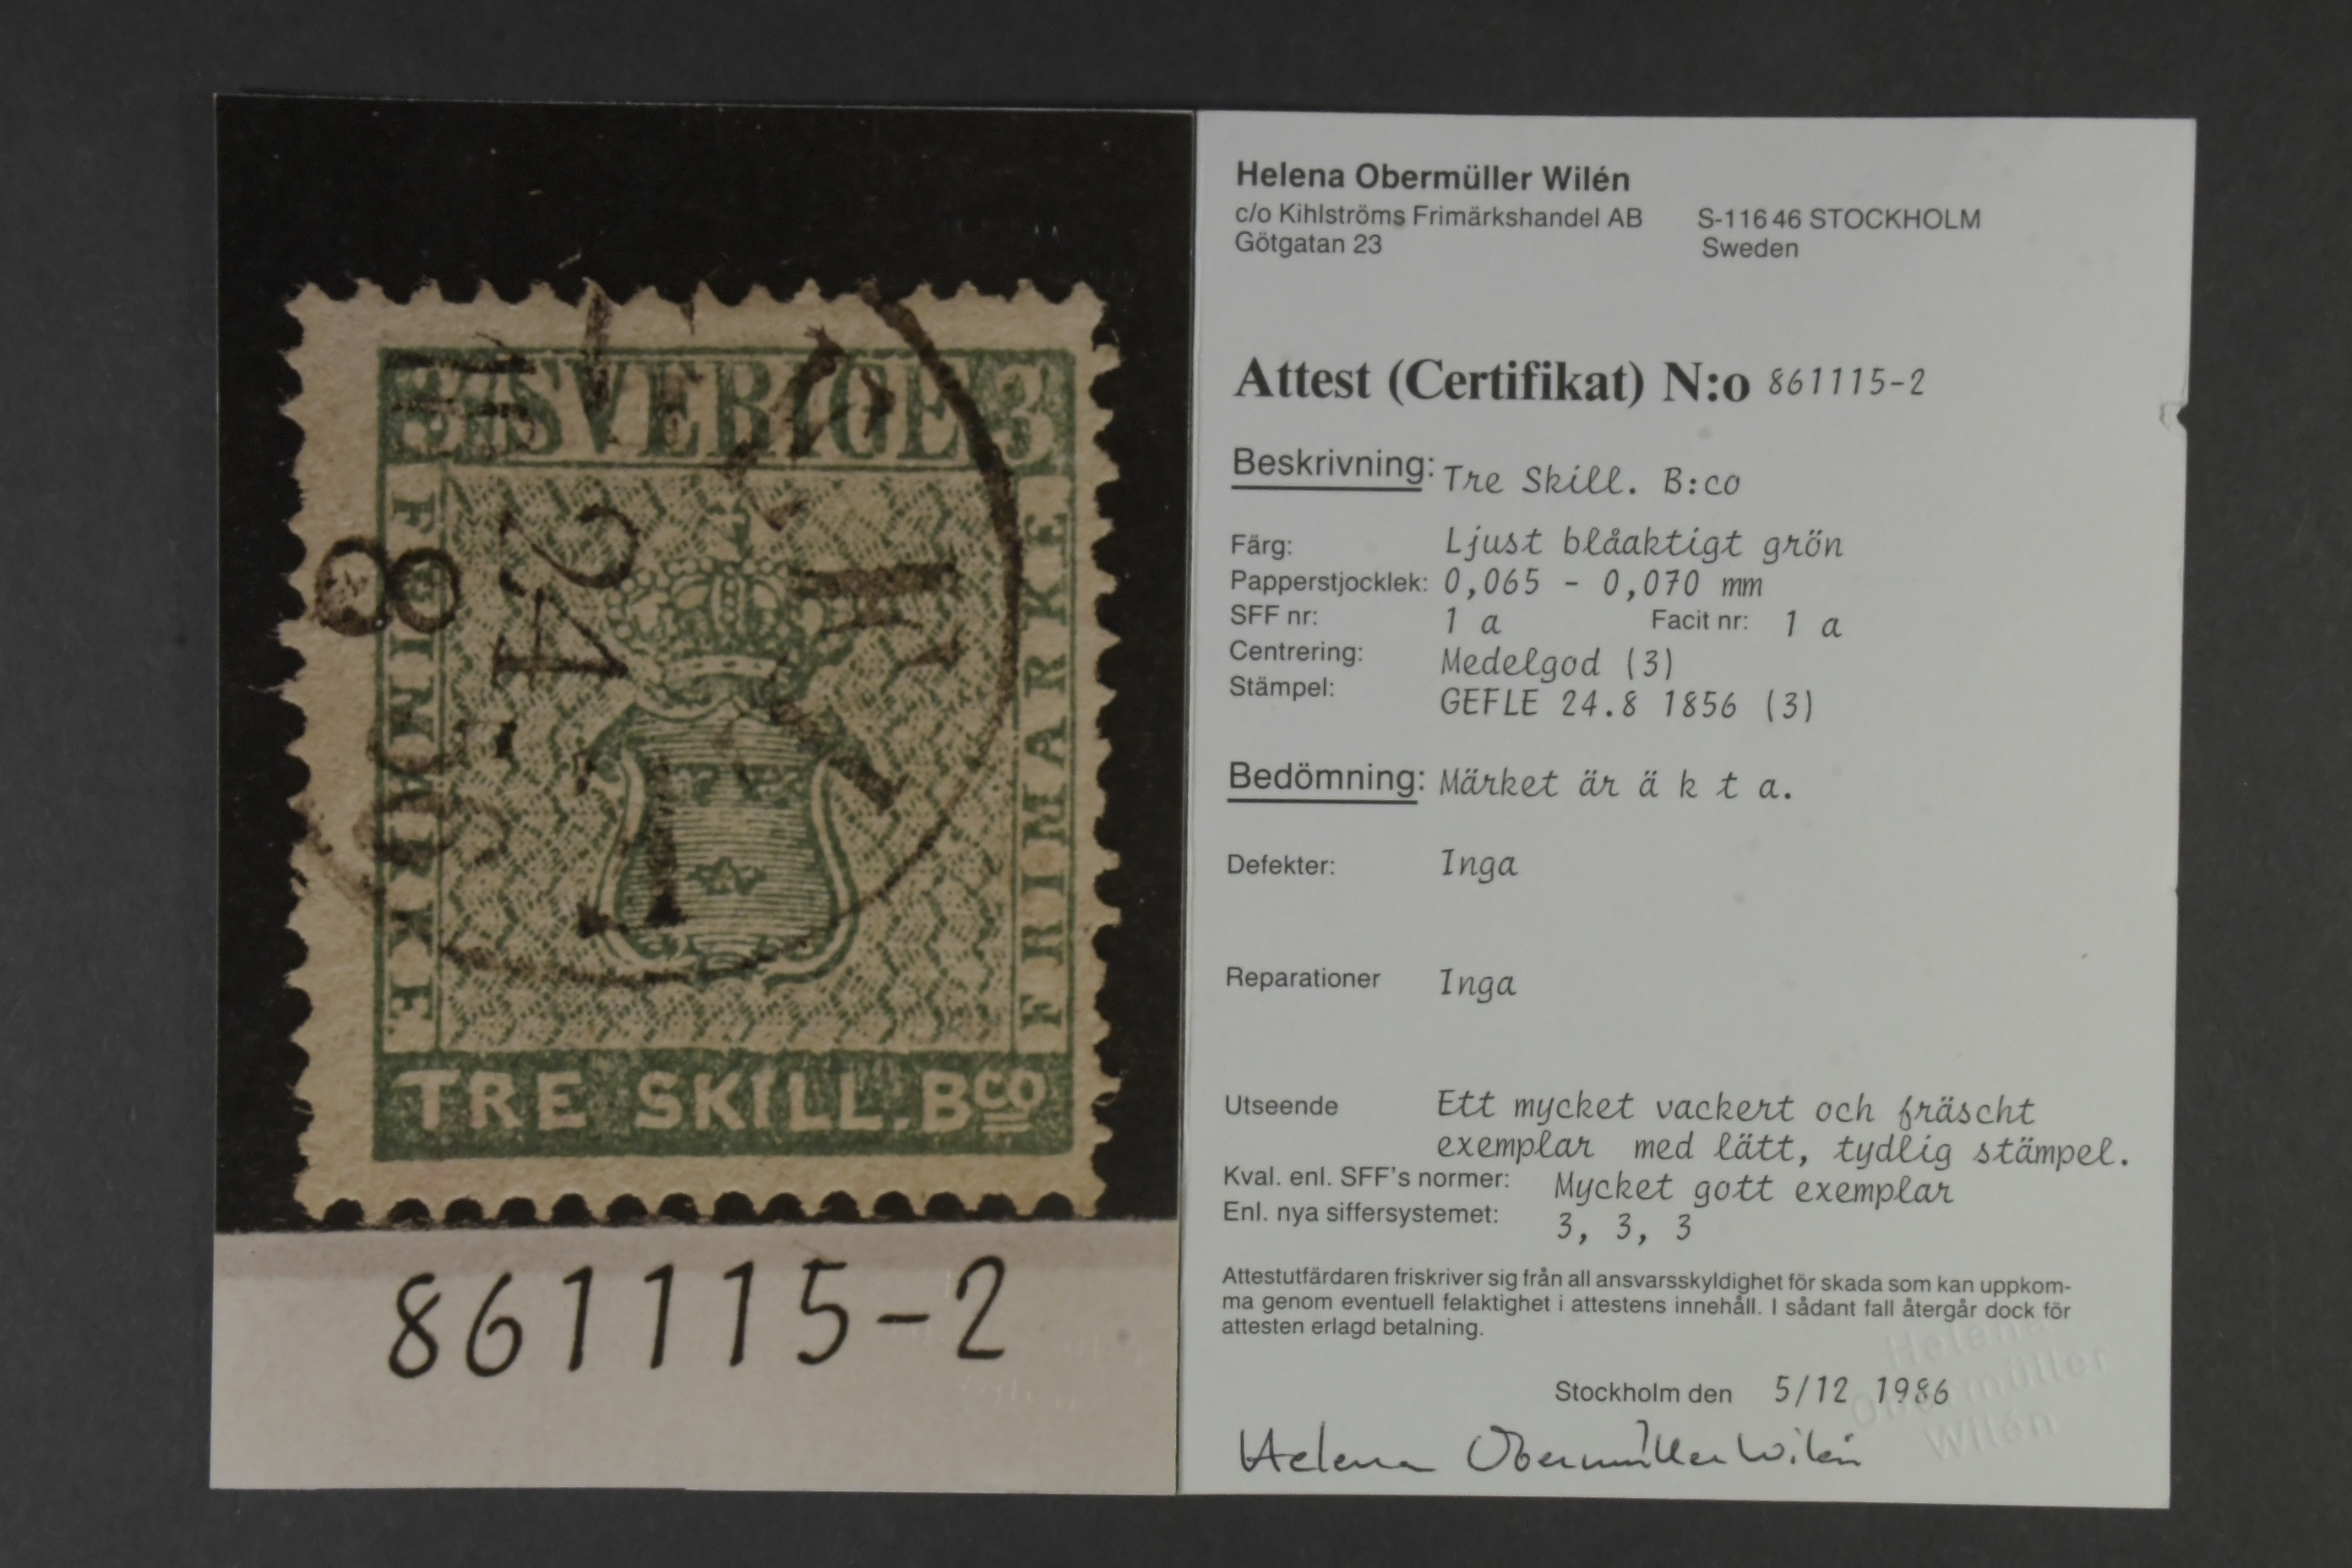 3 SVERIGE 3
FRIMÄRKE
FRIMÄRKE
24
8
TRE SKILL. Bco
861115-2
Helena Obermüller Wilén
c/o Kihlströms Frimärkshandel AB S-116 46 STOCKHOLM
Götgatan 23 Sweden
Attest (Certifikat) N:o 861115-2
Beskrivning: Tre Skill. B:co
Färg: Ljust blåaktigt grön
Papperstjocklek: 0,065 - 0,070 mm
SFF nr: 1 a Facit nr: 1 a
Centrering: Medelgod (3)
Stämpel: GEFLE 24.8 1856 (3)
Bedömning: Märket är ä k t a.
Defekter: Inga
Reparationer Inga
Utseende Ett mycket vackert och fräscht
exemplar med lätt, tydlig stämpel.
Kval. enl. SFF's normer: Mycket gott exemplar
Enl. nya siffersystemet: 3, 3, 3
Attestutfärdaren friskriver sig från all ansvarsskyldighet för skada som kan uppkom-
ma genom eventuell felaktighet i attestens innehåll. I sådant fall återgår dock för
attesten erlagd betalning.
Stockholm den 5/12 1986
Helena Obermüller Wilén
Helena
Obermüller
Wilén